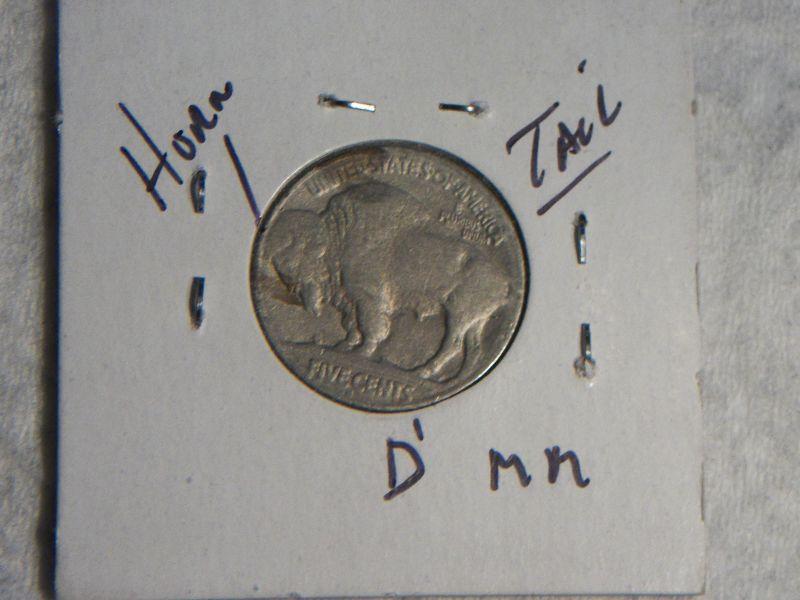 Horn
Tail
UNITED STATES OF AMERICA
E PLURIBUS
UNUM
FIVE CENTS
D' mm